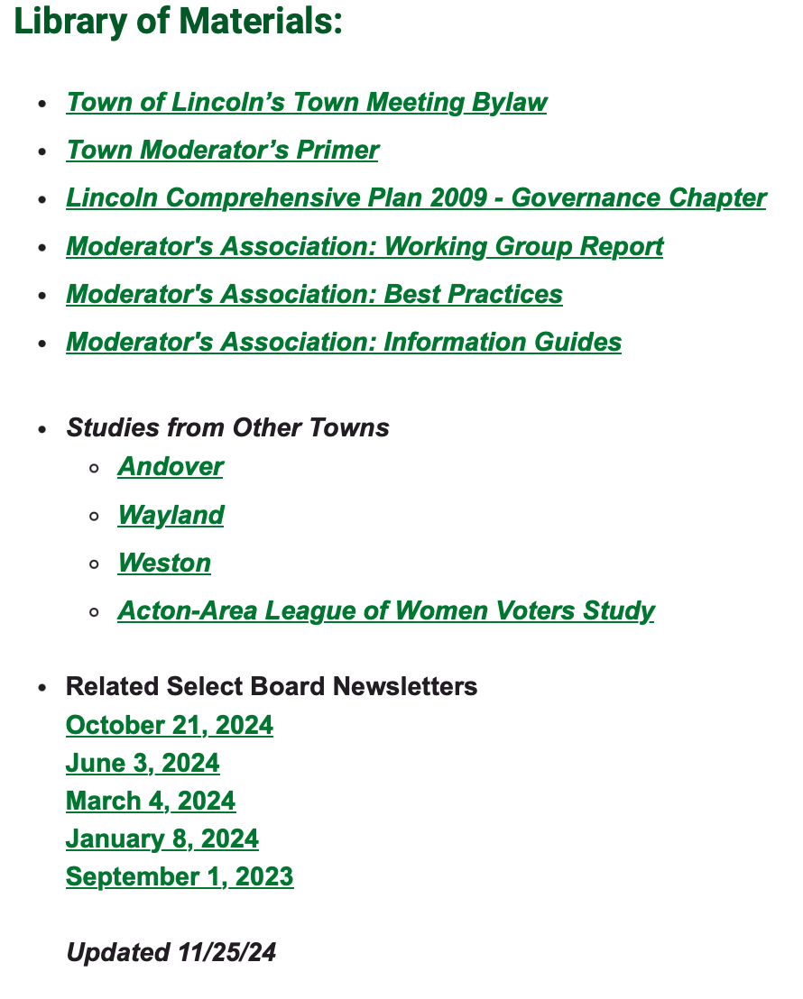 Library of Materials:
Town of Lincoln’s Town Meeting Bylaw
Town Moderator’s Primer
Lincoln Comprehensive Plan 2009 - Governance Chapter
Moderator's Association: Working Group Report
Moderator's Association: Best Practices
Moderator's Association: Information Guides
Studies from Other Towns
Andover
Wayland
Weston
Acton-Area League of Women Voters Study
Related Select Board Newsletters
October 21, 2024
June 3, 2024
March 4, 2024
January 8, 2024
September 1, 2023
Updated 11/25/24